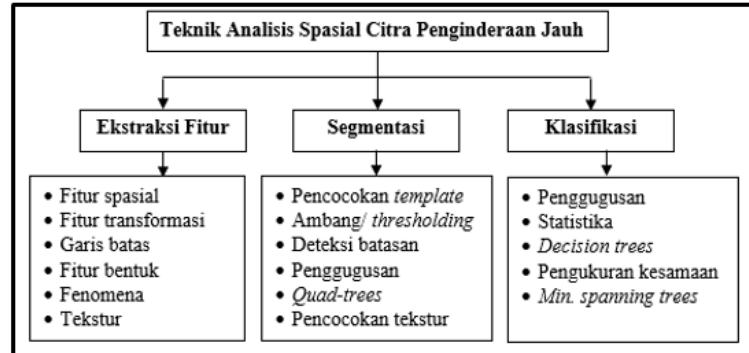 Teknik Analisis Spasial Citra Penginderaan Jauh
Ekstraksi Fitur
Segmentasi
Klasifikasi
• Fitur spasial
• Fitur transformasi
• Garis batas
• Fitur bentuk
• Fenomena
• Tekstur
• Pencocokan template
• Ambang/ thresholding
• Deteksi batasan
• Penggugusan
• Quad-trees
• Pencocokan tekstur
• Penggugusan
• Statistika
• Decision trees
• Pengukuran kesamaan
• Min. spanning trees